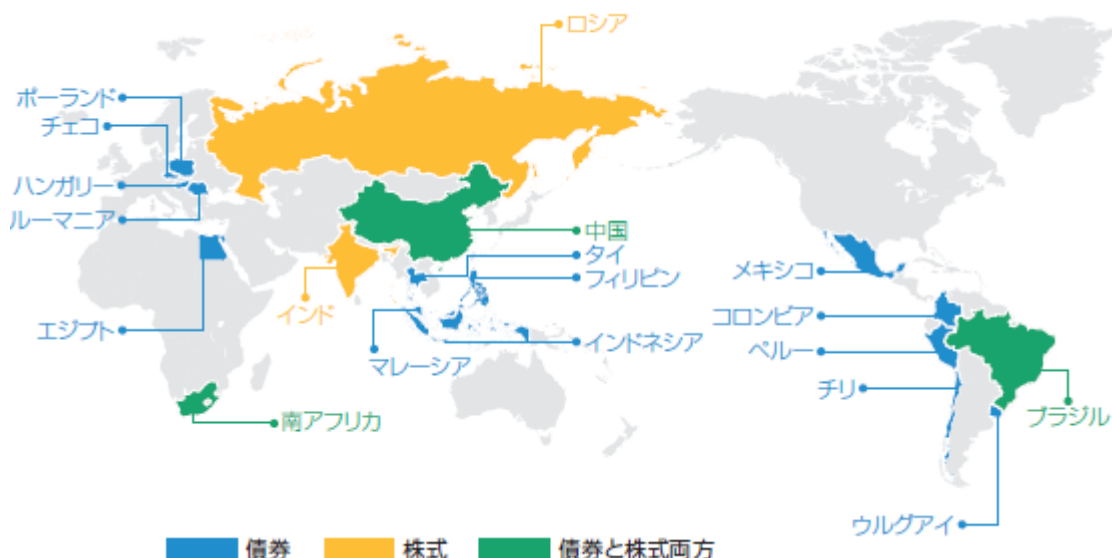 ロシア
ポーランド
チェコ
ハンガリー
ルーマニア
中国
タイ
フィリピン
メキシコ
インド
コロンビア
エジプト
マレーシア
インドネシア
ペルー
チリ
南アフリカ
ブラジル
ウルグアイ
債券 株式 債券と株式両方